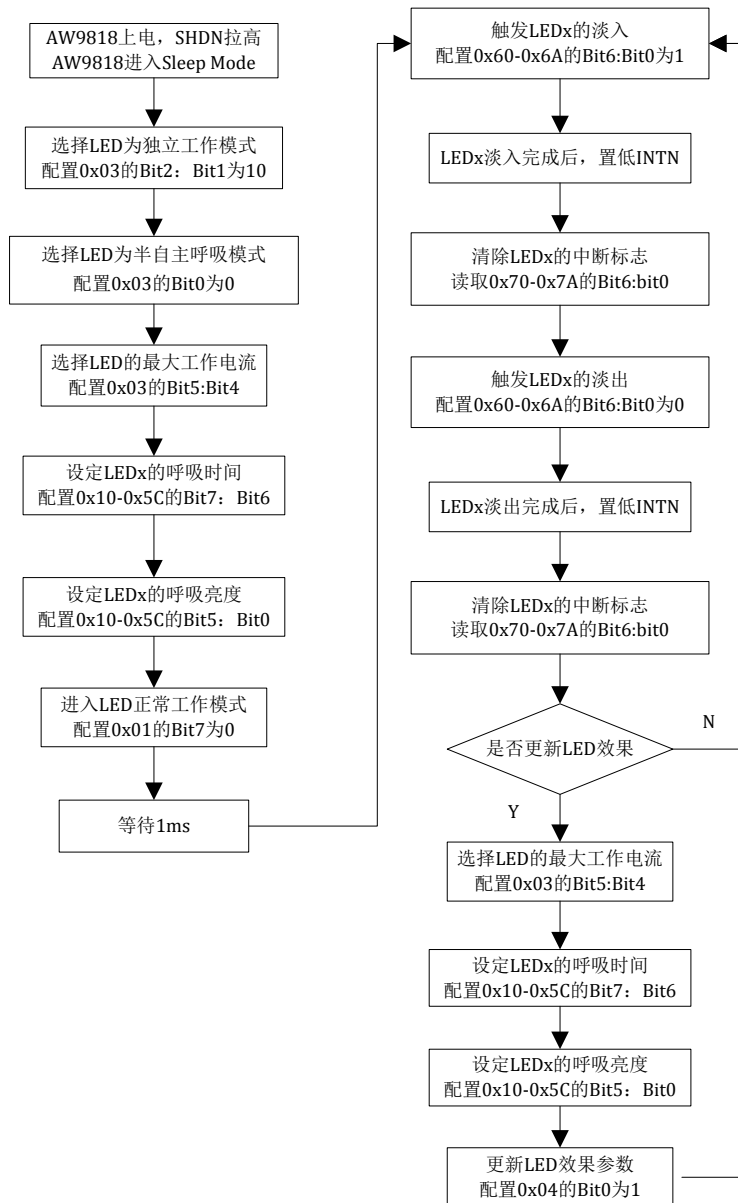 AW9818上电，SHDN拉高
AW9818进入Sleep Mode
选择LED为独立工作模式
配置0x03的Bit2：Bit1为10
选择LED为半自主呼吸模式
配置0x03的Bit0为0
选择LED的最大工作电流
配置0x03的Bit5:Bit4
设定LEDx的呼吸时间
配置0x10-0x5C的Bit7：Bit6
设定LEDx的呼吸亮度
配置0x10-0x5C的Bit5：Bit0
进入LED正常工作模式
配置0x01的Bit7为0
等待1ms
触发LEDx的淡入
配置0x60-0x6A的Bit6:Bit0为1
LEDx淡入完成后，置低INTN
清除LEDx的中断标志
读取0x70-0x7A的Bit6:bit0
触发LEDx的淡出
配置0x60-0x6A的Bit6:Bit0为0
LEDx淡出完成后，置低INTN
清除LEDx的中断标志
读取0x70-0x7A的Bit6:bit0
是否更新LED效果
N
Y
选择LED的最大工作电流
配置0x03的Bit5:Bit4
设定LEDx的呼吸时间
配置0x10-0x5C的Bit7：Bit6
设定LEDx的呼吸亮度
配置0x10-0x5C的Bit5：Bit0
更新LED效果参数
配置0x04的Bit0为1